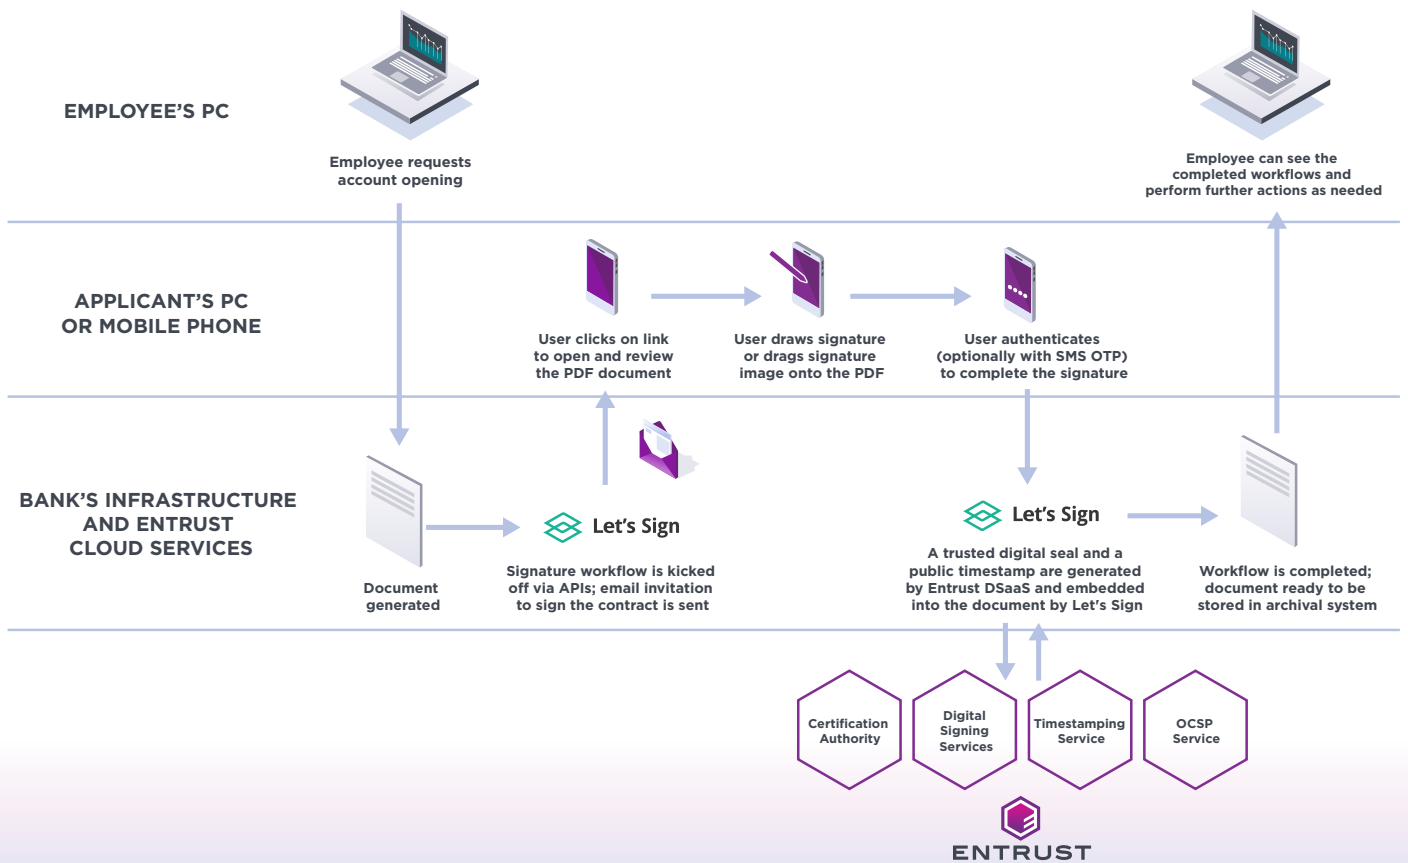 EMPLOYEE'S PC
Employee requests
account opening
Employee can see the
completed workflows and
perform further actions as needed
APPLICANT'S PC
OR MOBILE PHONE
User clicks on link
to open and review
the PDF document
User draws signature
or drags signature
image onto the PDF
User authenticates
(optionally with SMS OTP)
to complete the signature
BANK'S INFRASTRUCTURE
AND ENTRUST
CLOUD SERVICES
Document
generated
Let's Sign
Signature workflow is kicked
off via APIs; email invitation
to sign the contract is sent
Let's Sign
A trusted digital seal and a
public timestamp are generated
by Entrust DSaaS and embedded
into the document by Let's Sign
Workflow is completed;
document ready to be
stored in archival system
Certification
Authority
Digital
Signing
Services
Timestamping
Service
OCSP
Service
ENTRUST